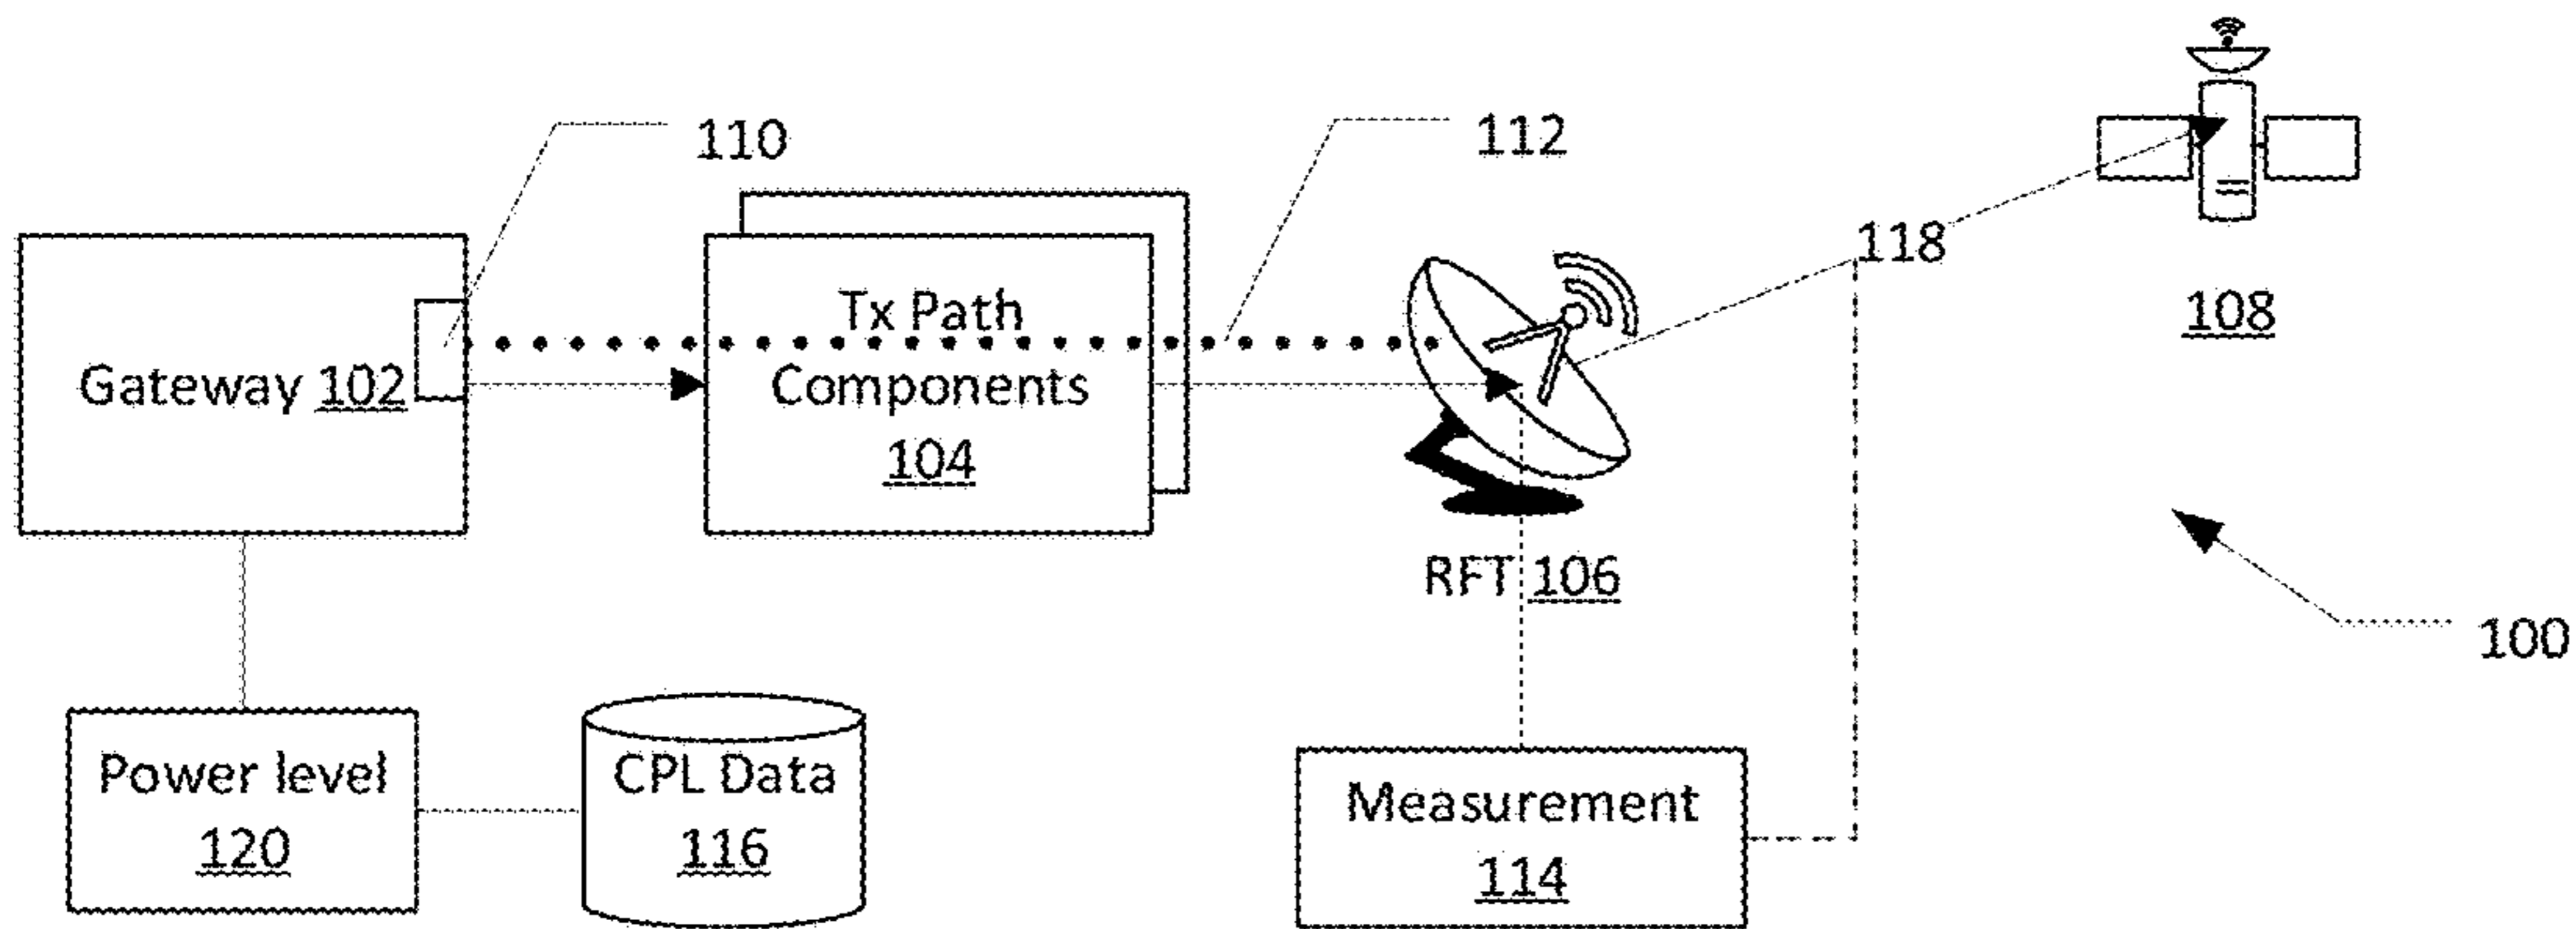 110
112
118
108
Gateway 102
Tx Path
Components
104
RFT 106
100
Power level
120
CPL Data
116
Measurement
114